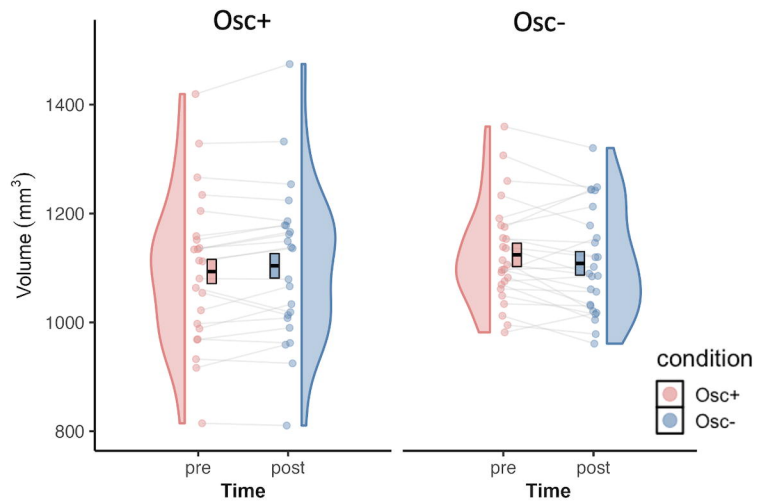 Osc+ Osc-
1400
1200
1000
800
Volume (mm³)
pre post pre post
Time Time
condition
Osc+
Osc-